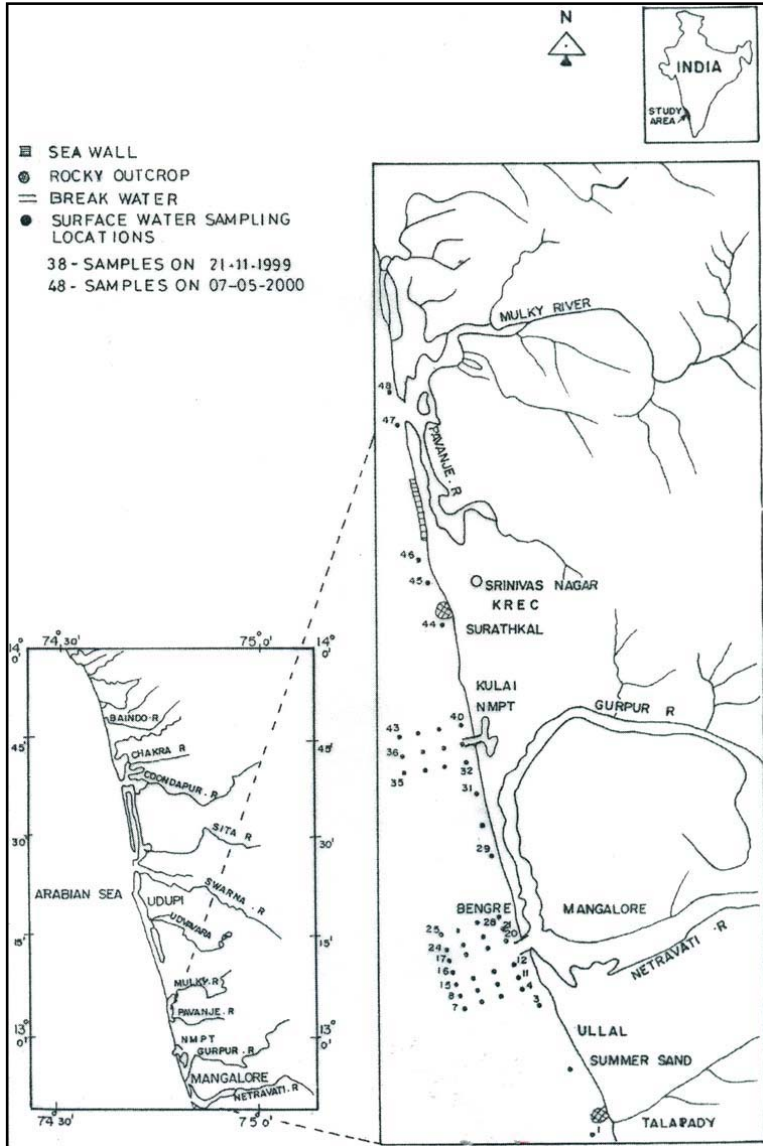 N
INDIA
STUDY
AREA
SEA WALL
ROCKY OUTCROP
BREAK WATER
SURFACE WATER SAMPLING
LOCATIONS
38 - SAMPLES ON 21-11-1999
48 - SAMPLES ON 07-05-2000
MULKY RIVER
48
47
PAVANJE.R
46
45
SRINIVAS NAGAR
KREC
44
SURATHKAL
KULAI
NMPT
GURPUR R
43
40
36
35
32
31
29
BENGRE
MANGALORE
28
21
20
25
24
17
16
15
8
7
12
11
4
3
NETRAVATI.R
ULLAL
SUMMER SAND
TALAPADY
1
74°30'
75°0'
14°0'
14°0'
BAINDO.R
45
45
CHAKRA R
COONDAPUR.R
SITA R
30
30
ARABIAN SEA
UDUPI
SWARNA.R
UDYAVARA
15
15
MULKY.R
PAVANJE.R
13°0'
13°0'
NMPT
GURPUR.R
MANGALORE
NETRAVATI.R
74°30'
75°0'